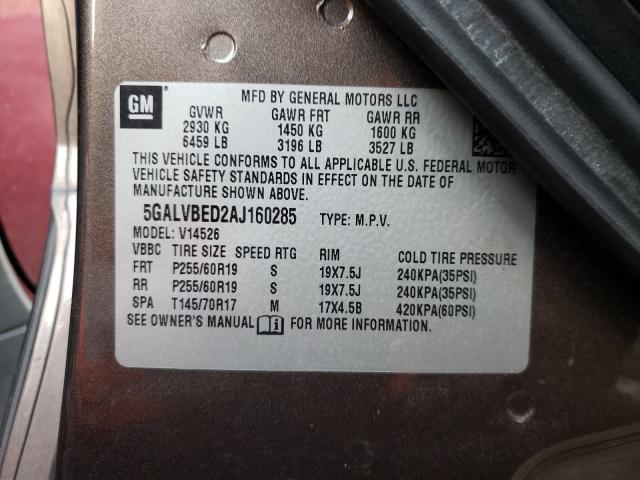 GM
MFD BY GENERAL MOTORS LLC
GVWR GAWR FRT GAWR RR
2930 KG 1450 KG 1600 KG
6459 LB 3196 LB 3527 LB
THIS VEHICLE CONFORMS TO ALL APPLICABLE U.S. FEDERAL MOTOR
VEHICLE SAFETY STANDARDS IN EFFECT ON THE DATE OF
MANUFACTURE SHOWN ABOVE.
5GALVBED2AJ160285 TYPE: M.P.V.
MODEL: V14526
VBBC TIRE SIZE SPEED RTG RIM COLD TIRE PRESSURE
FRT P255/60R19 S 19X7.5J 240KPA(35PSI)
RR P255/60R19 S 19X7.5J 240KPA(35PSI)
SPA T145/70R17 M 17X4.5B 420KPA(60PSI)
SEE OWNER'S MANUAL FOR MORE INFORMATION.